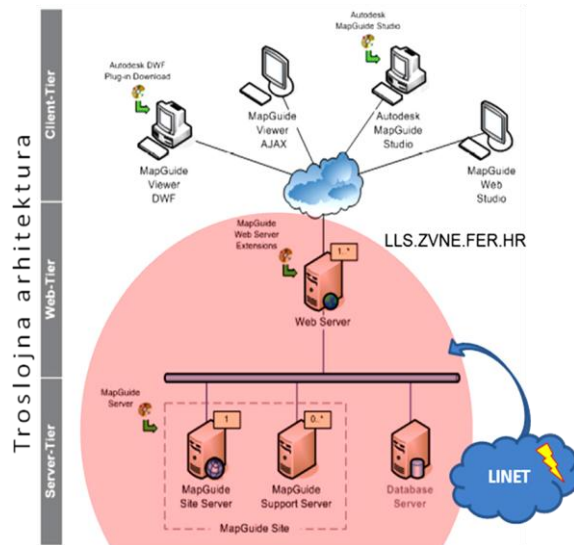 Troslojna arhitektura
Client-Tier
Web-Tier
Server-Tier
Autodesk DWF
Plug-in Download
Autodesk
MapGuide Studio
MapGuide
Viewer
DWF
MapGuide
Viewer
AJAX
Autodesk
MapGuide
Studio
MapGuide
Web
Studio
MapGuide
Web Server
Extensions
LLS.ZVNE.FER.HR
1..*
Web Server
MapGuide
Server
1
0..*
MapGuide
Site Server
MapGuide
Support Server
Database
Server
MapGuide Site
LINET